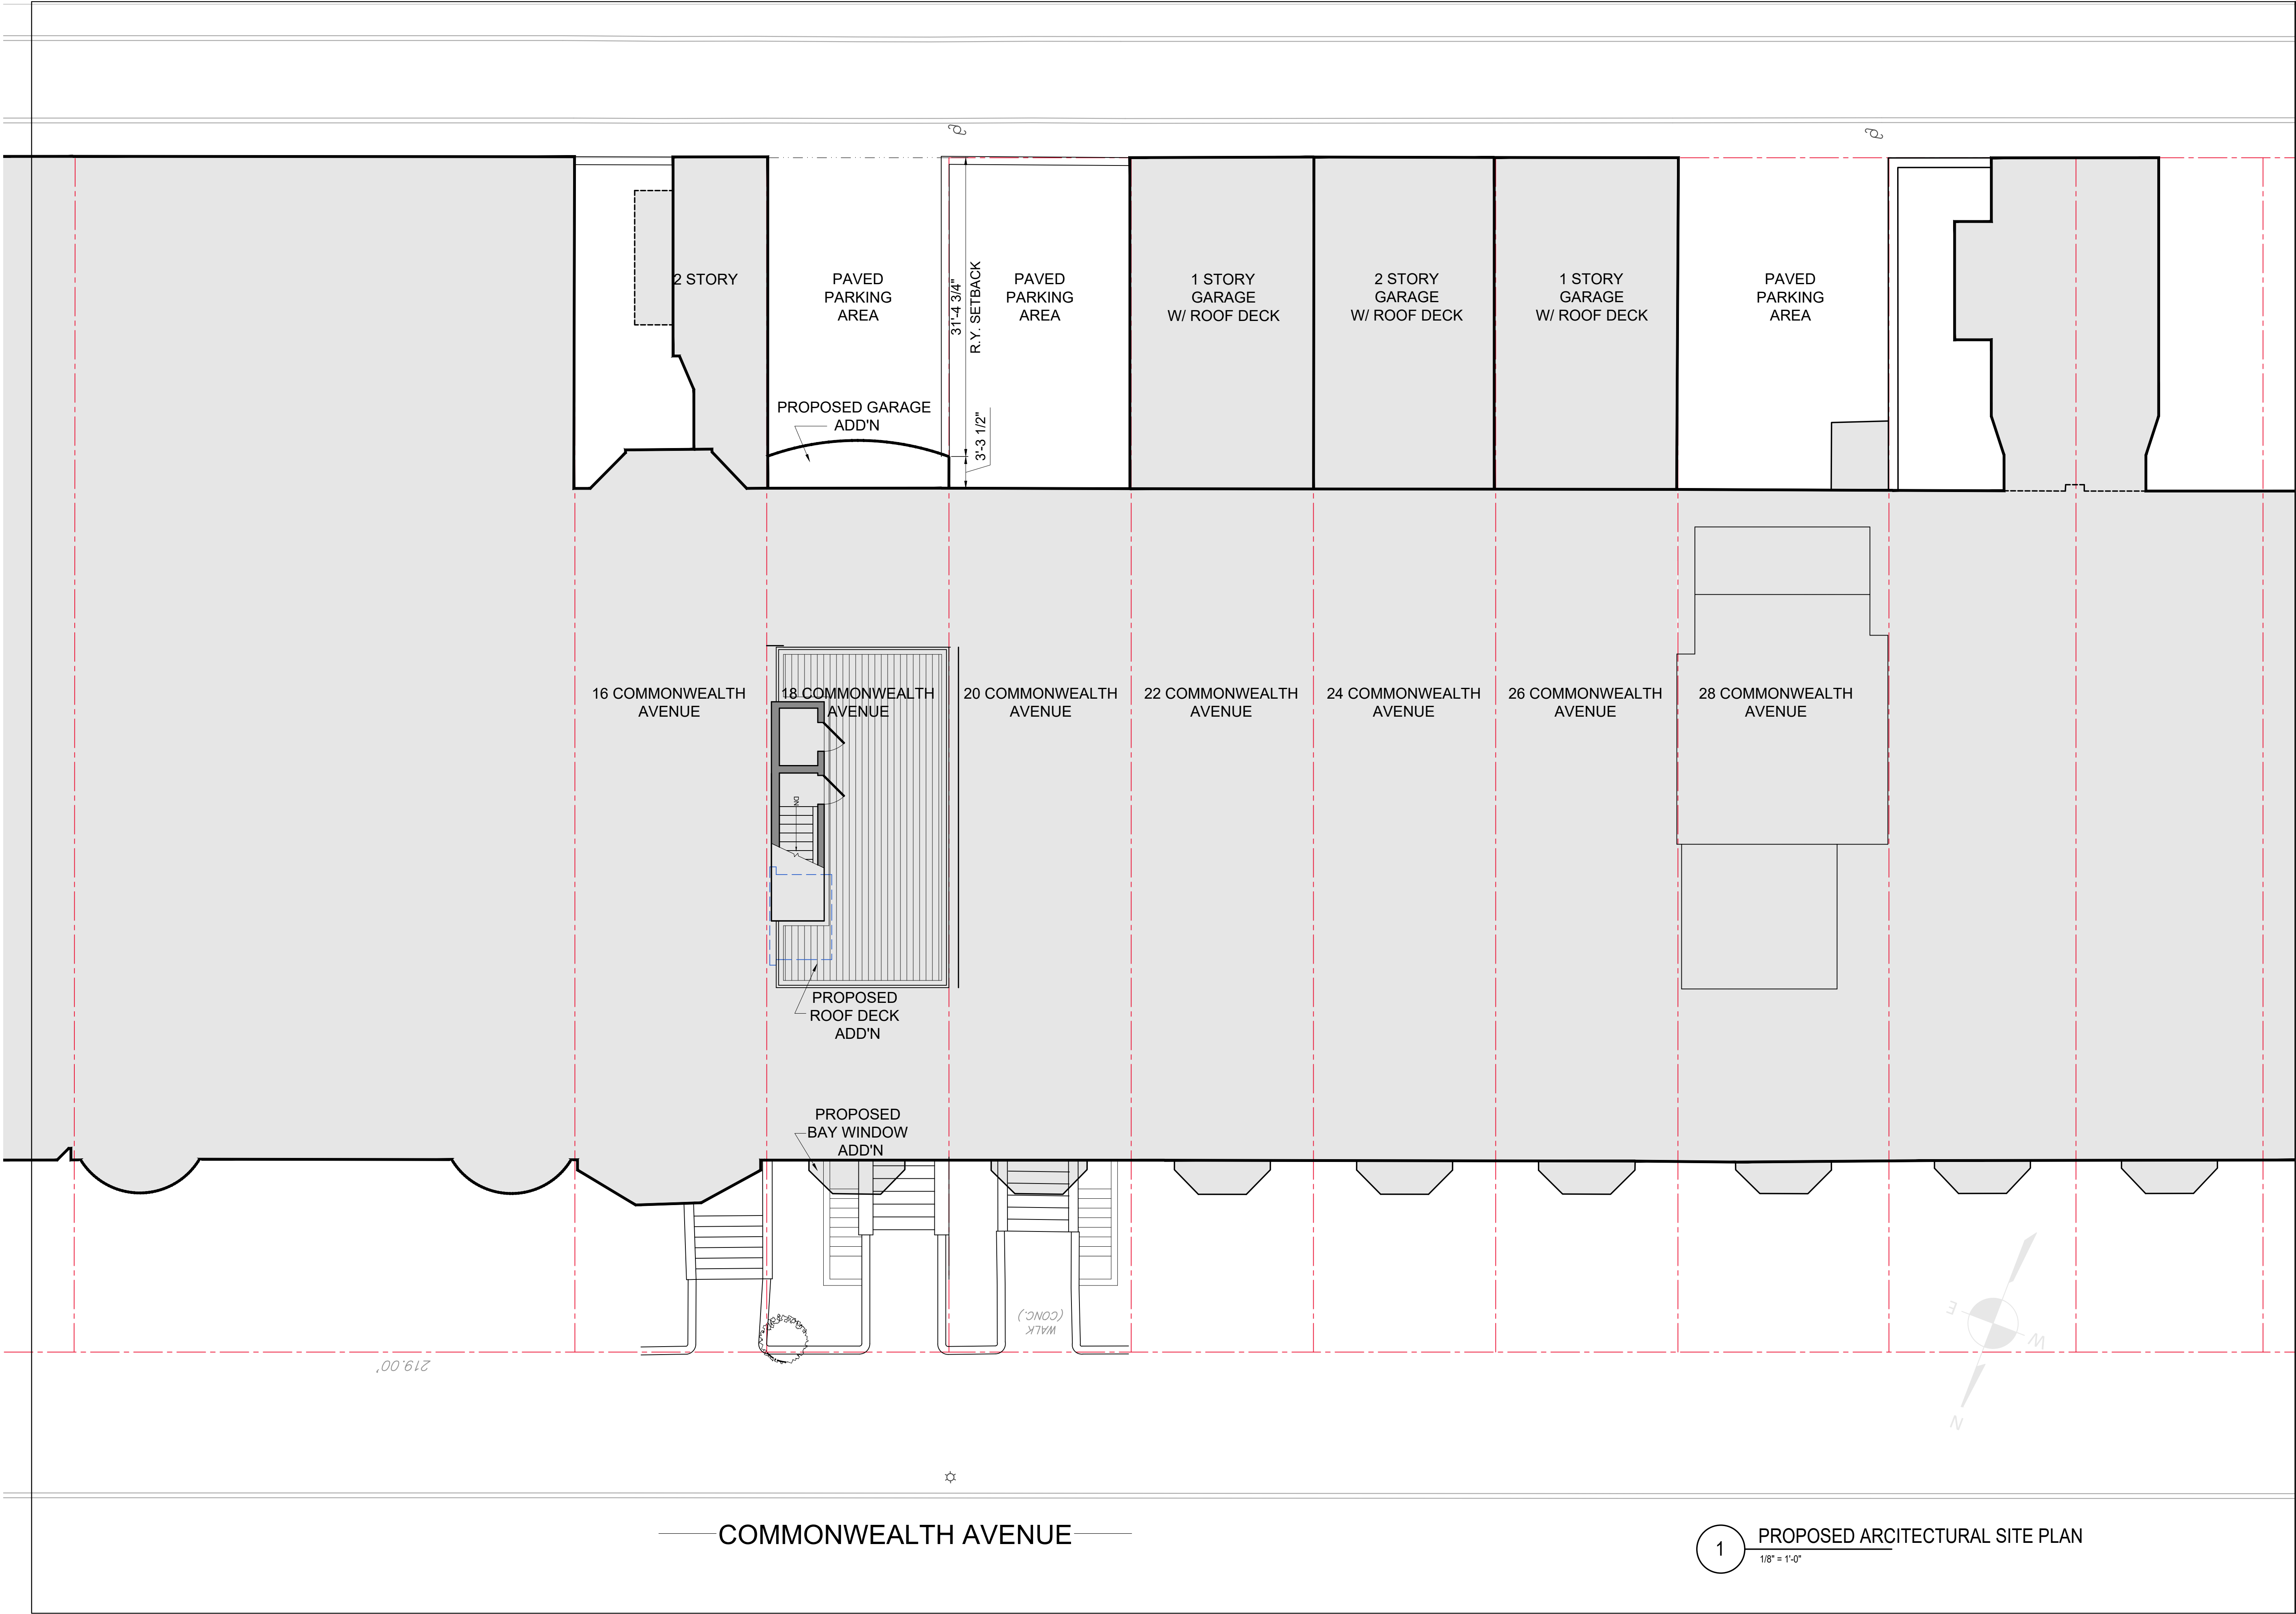 2 STORY
PAVED
PARKING
AREA
31'-4 3/4"
R.Y. SETBACK
PAVED
PARKING
AREA
1 STORY
GARAGE
W/ ROOF DECK
2 STORY
GARAGE
W/ ROOF DECK
1 STORY
GARAGE
W/ ROOF DECK
PAVED
PARKING
AREA
PROPOSED GARAGE
ADD'N
3'-3 1/2"
16 COMMONWEALTH
AVENUE
18 COMMONWEALTH
AVENUE
20 COMMONWEALTH
AVENUE
22 COMMONWEALTH
AVENUE
24 COMMONWEALTH
AVENUE
26 COMMONWEALTH
AVENUE
28 COMMONWEALTH
AVENUE
DN
PROPOSED
ROOF DECK
ADD'N
PROPOSED
BAY WINDOW
ADD'N
WALK
(CONC.)
219.00'
E
W
N
COMMONWEALTH AVENUE
1
PROPOSED ARCITECTURAL SITE PLAN
1/8" = 1'-0"